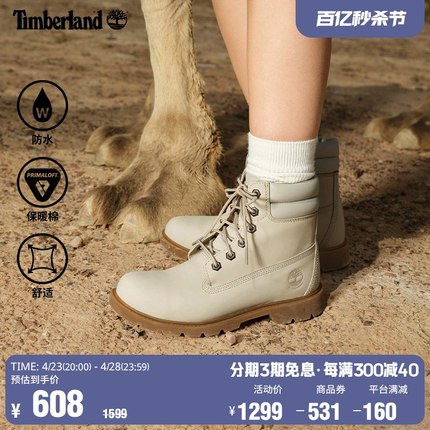 Timberland
百亿秒杀节
W
防水
PRIMALOFT
保暖棉
舒适
TIME: 4/23(20:00) - 4/28(23:59)
预估到手价
¥ 608 1599
分期3期免息·每满300减40
活动价 商品券 平台满减
¥1299 -531 -160